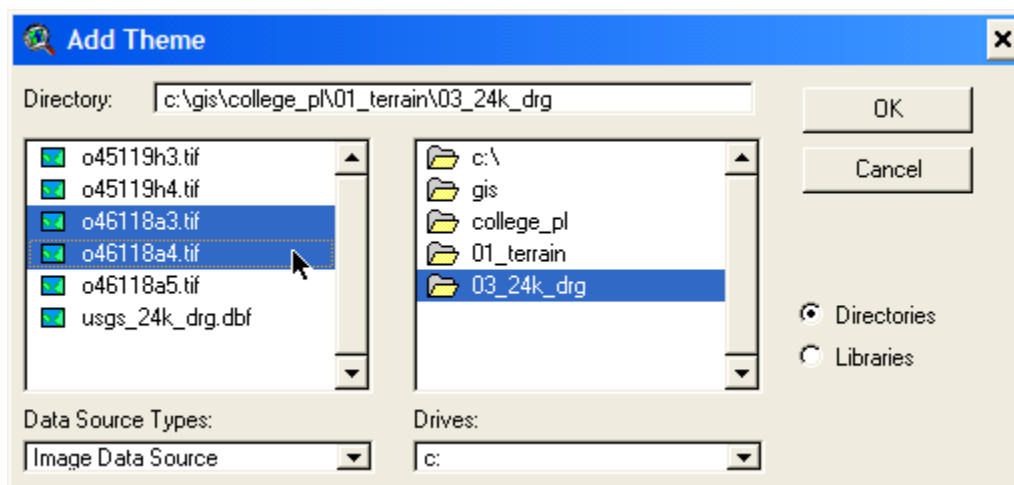 Add Theme
Directory: c:\gis\college_pl\01_terrain\03_24k_drg
OK
Cancel
o45119h3.tif
o45119h4.tif
o46118a3.tif
o46118a4.tif
o46118a5.tif
usgs_24k_drg.dbf
c:\
gis
college_pl
01_terrain
03_24k_drg
Directories
Libraries
Data Source Types:
Image Data Source
Drives:
c: